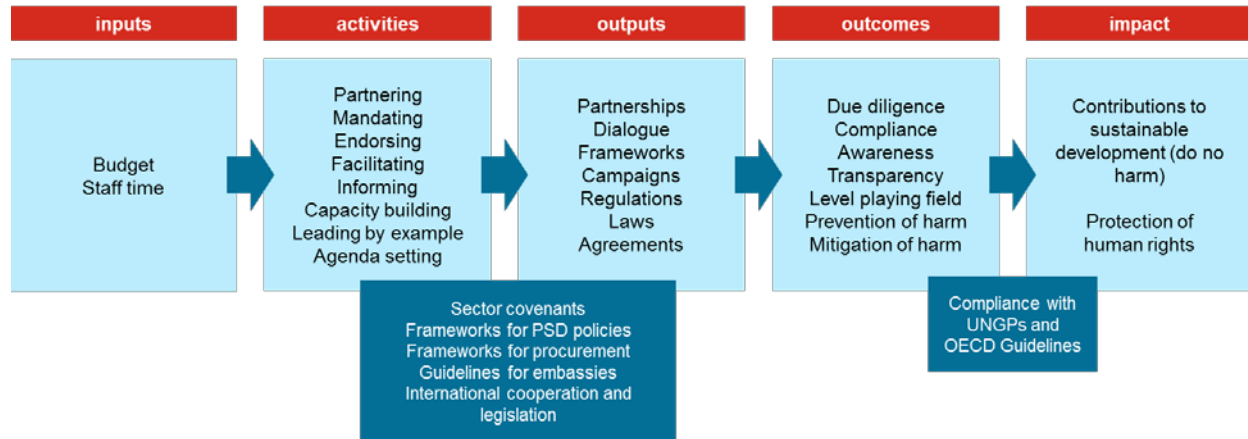 inputs
activities
outputs
outcomes
impact
Budget
Staff time
Partnering
Mandating
Endorsing
Facilitating
Informing
Capacity building
Leading by example
Agenda setting
Partnerships
Dialogue
Frameworks
Campaigns
Regulations
Laws
Agreements
Due diligence
Compliance
Awareness
Transparency
Level playing field
Prevention of harm
Mitigation of harm
Contributions to
sustainable
development (do no
harm)
Protection of
human rights
Sector covenants
Frameworks for PSD policies
Frameworks for procurement
Guidelines for embassies
International cooperation and
legislation
Compliance with
UNGPs and
OECD Guidelines